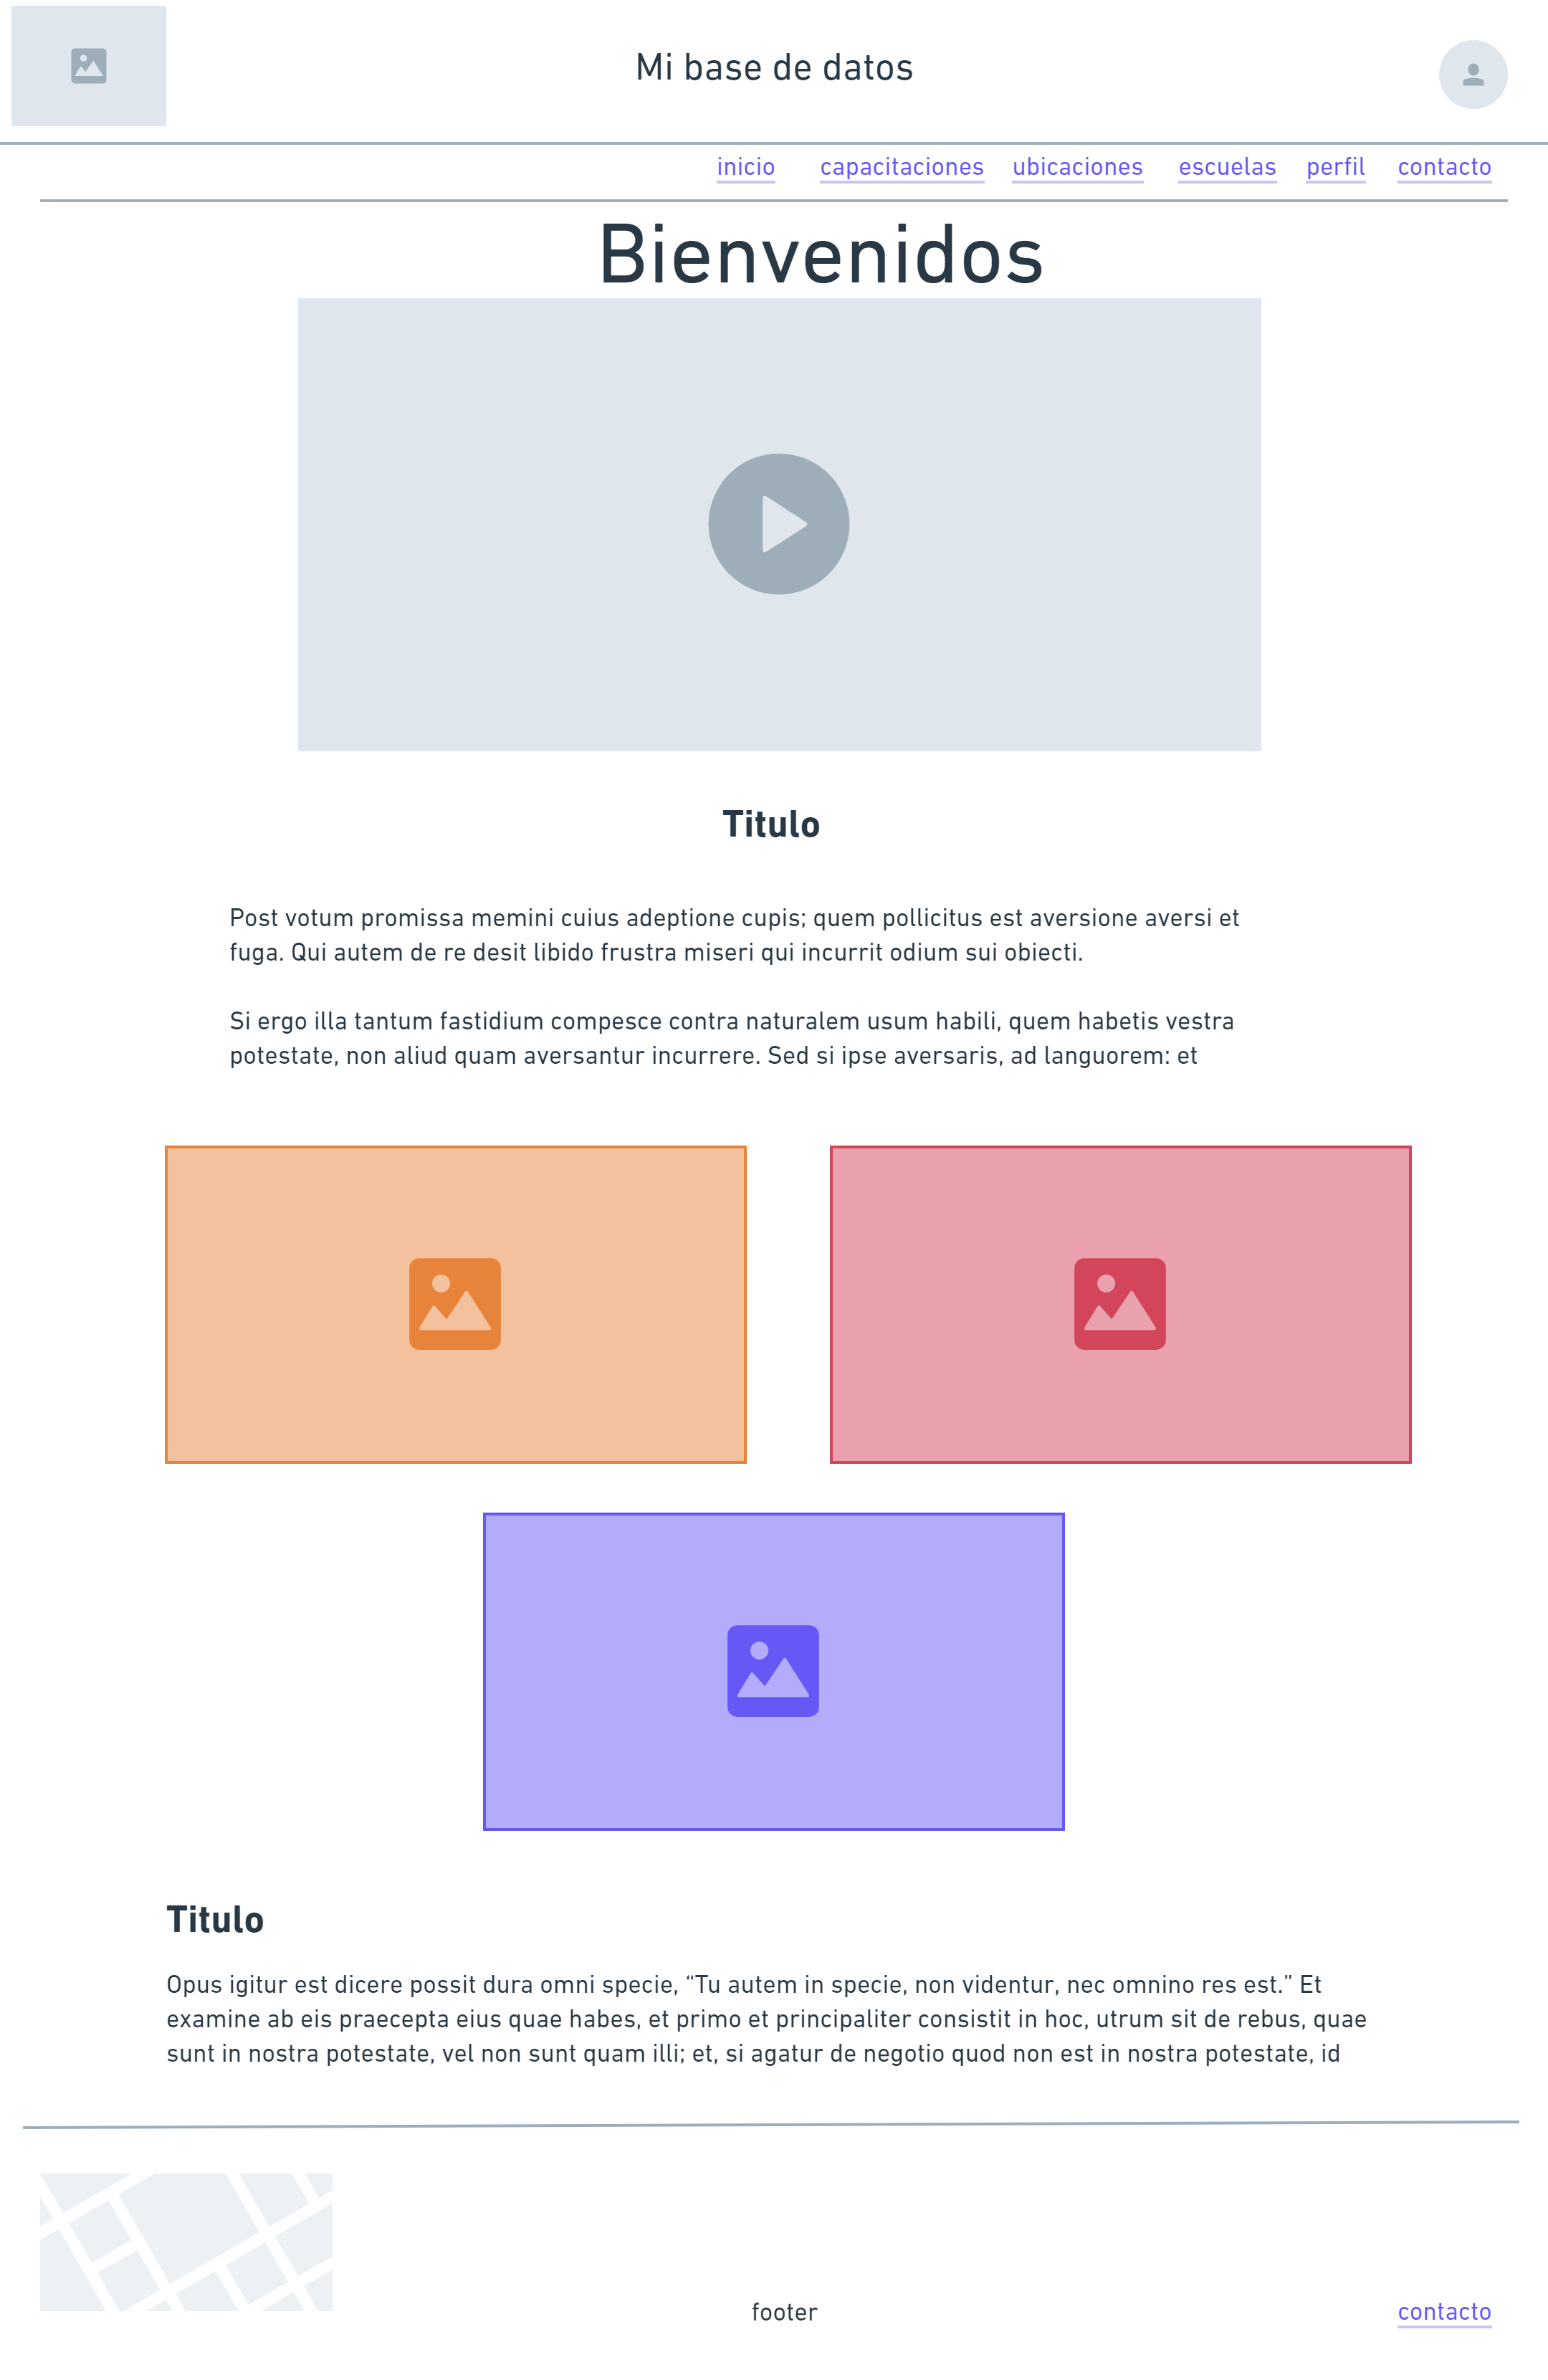 Mi base de datos
inicio capacitaciones ubicaciones escuelas perfil contacto
Bienvenidos
Titulo
Post votum promissa memini cuius adeptione cupis; quem pollicitus est aversione aversi et
fuga. Qui autem de re desit libido frustra miseri qui incurrit odium sui obiecti.
Si ergo illa tantum fastidium compesce contra naturalem usum habili, quem habetis vestra
potestate, non aliud quam aversantur incurrere. Sed si ipse aversaris, ad languorem: et
Titulo
Opus igitur est dicere possit dura omni specie, “Tu autem in specie, non videntur, nec omnino res est.” Et
examine ab eis praecepta eius quae habes, et primo et principaliter consistit in hoc, utrum sit de rebus, quae
sunt in nostra potestate, vel non sunt quam illi; et, si agatur de negotio quod non est in nostra potestate, id
footer
contacto